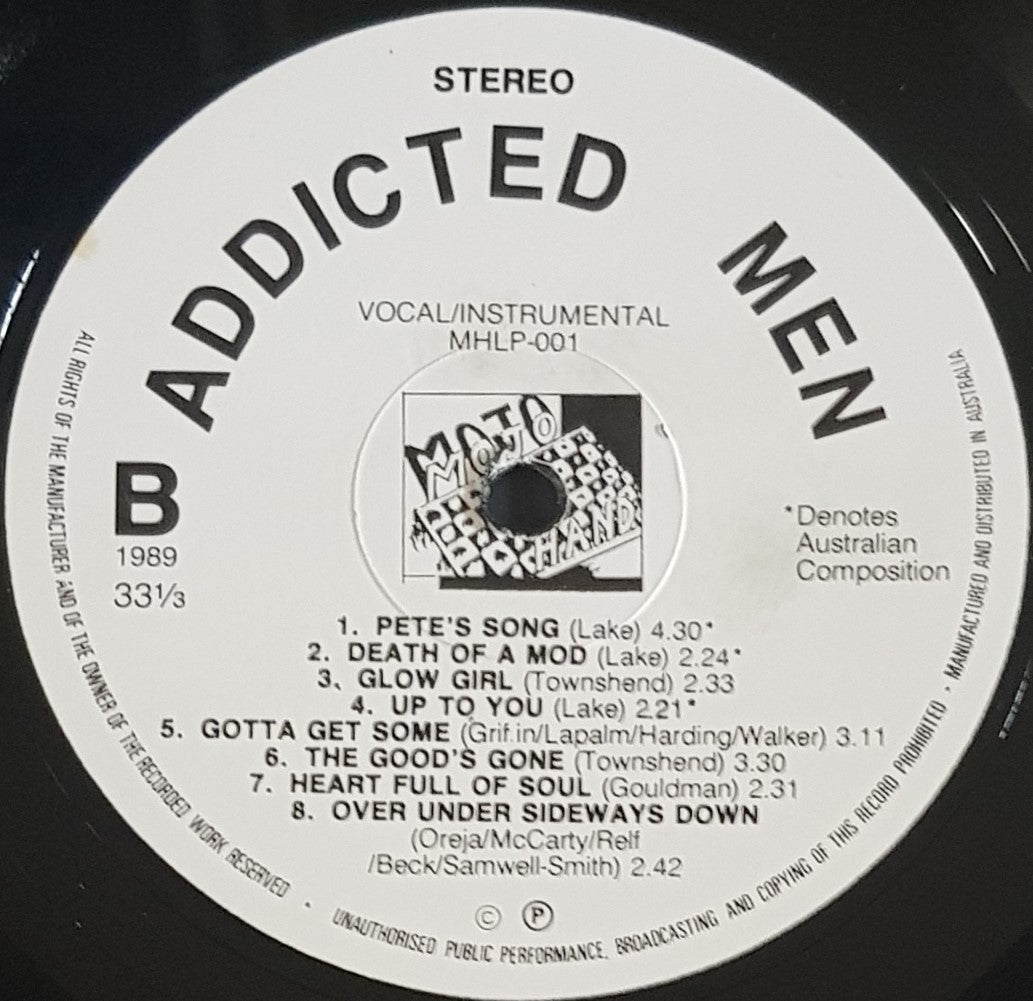 STEREO
ADDICTED MEN
VOCAL/INSTRUMENTAL
MHLP-001
MOJO
MOJO
HAND
B
1989
33⅓
*Denotes
Australian
Composition
1. PETE'S SONG (Lake) 4.30*
2. DEATH OF A MOD (Lake) 2.24*
3. GLOW GIRL (Townshend) 2.33
4. UP TO YOU (Lake) 2.21*
5. GOTTA GET SOME (Grif.in/Lapalm/Harding/Walker) 3.11
6. THE GOOD'S GONE (Townshend) 3.30
7. HEART FULL OF SOUL (Gouldman) 2.31
8. OVER UNDER SIDEWAYS DOWN
(Oreja/McCarty/Relf
/Beck/Samwell-Smith) 2.42
© ℗
ALL RIGHTS OF THE MANUFACTURER AND OF THE OWNER OF THE RECORDED WORK RESERVED · UNAUTHORISED PUBLIC PERFORMANCE, BROADCASTING AND COPYING OF THIS RECORD PROHIBITED · MANUFACTURED AND DISTRIBUTED IN AUSTRALIA